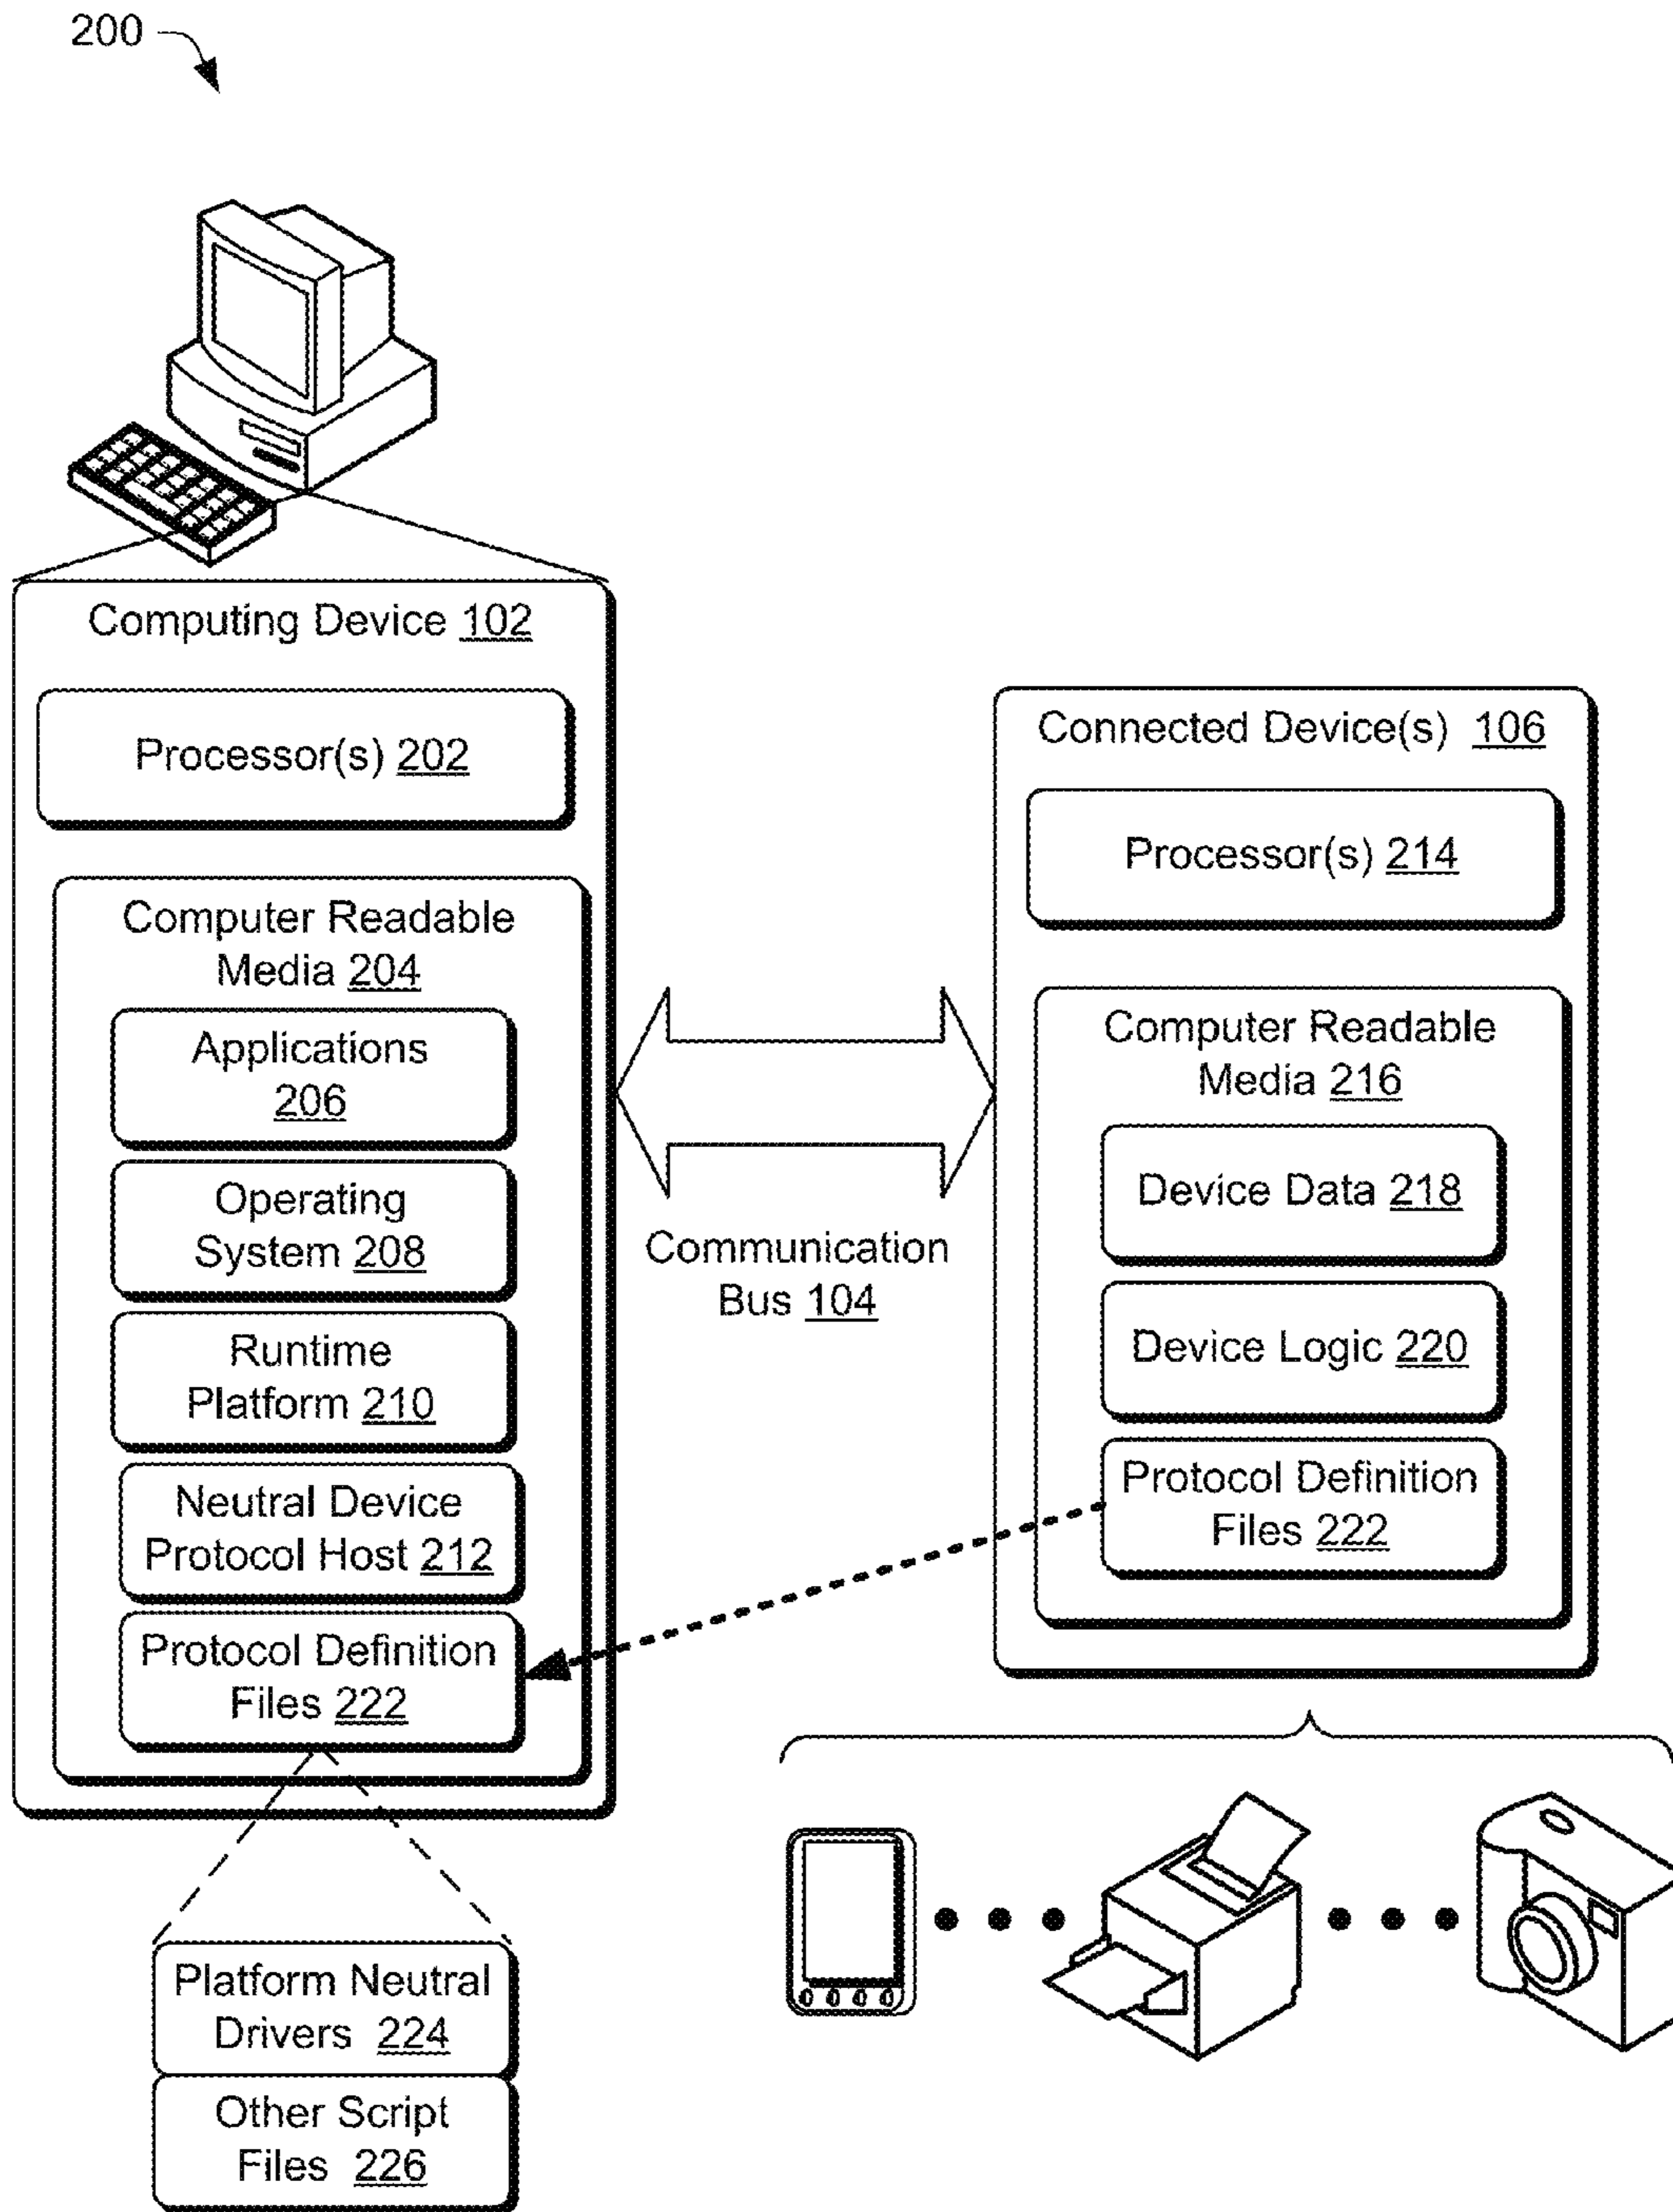 200
Computing Device 102
Processor(s) 202
Computer Readable
Media 204
Applications
206
Operating
System 208
Runtime
Platform 210
Neutral Device
Protocol Host 212
Protocol Definition
Files 222
Platform Neutral
Drivers 224
Other Script
Files 226
Communication
Bus 104
Connected Device(s) 106
Processor(s) 214
Computer Readable
Media 216
Device Data 218
Device Logic 220
Protocol Definition
Files 222